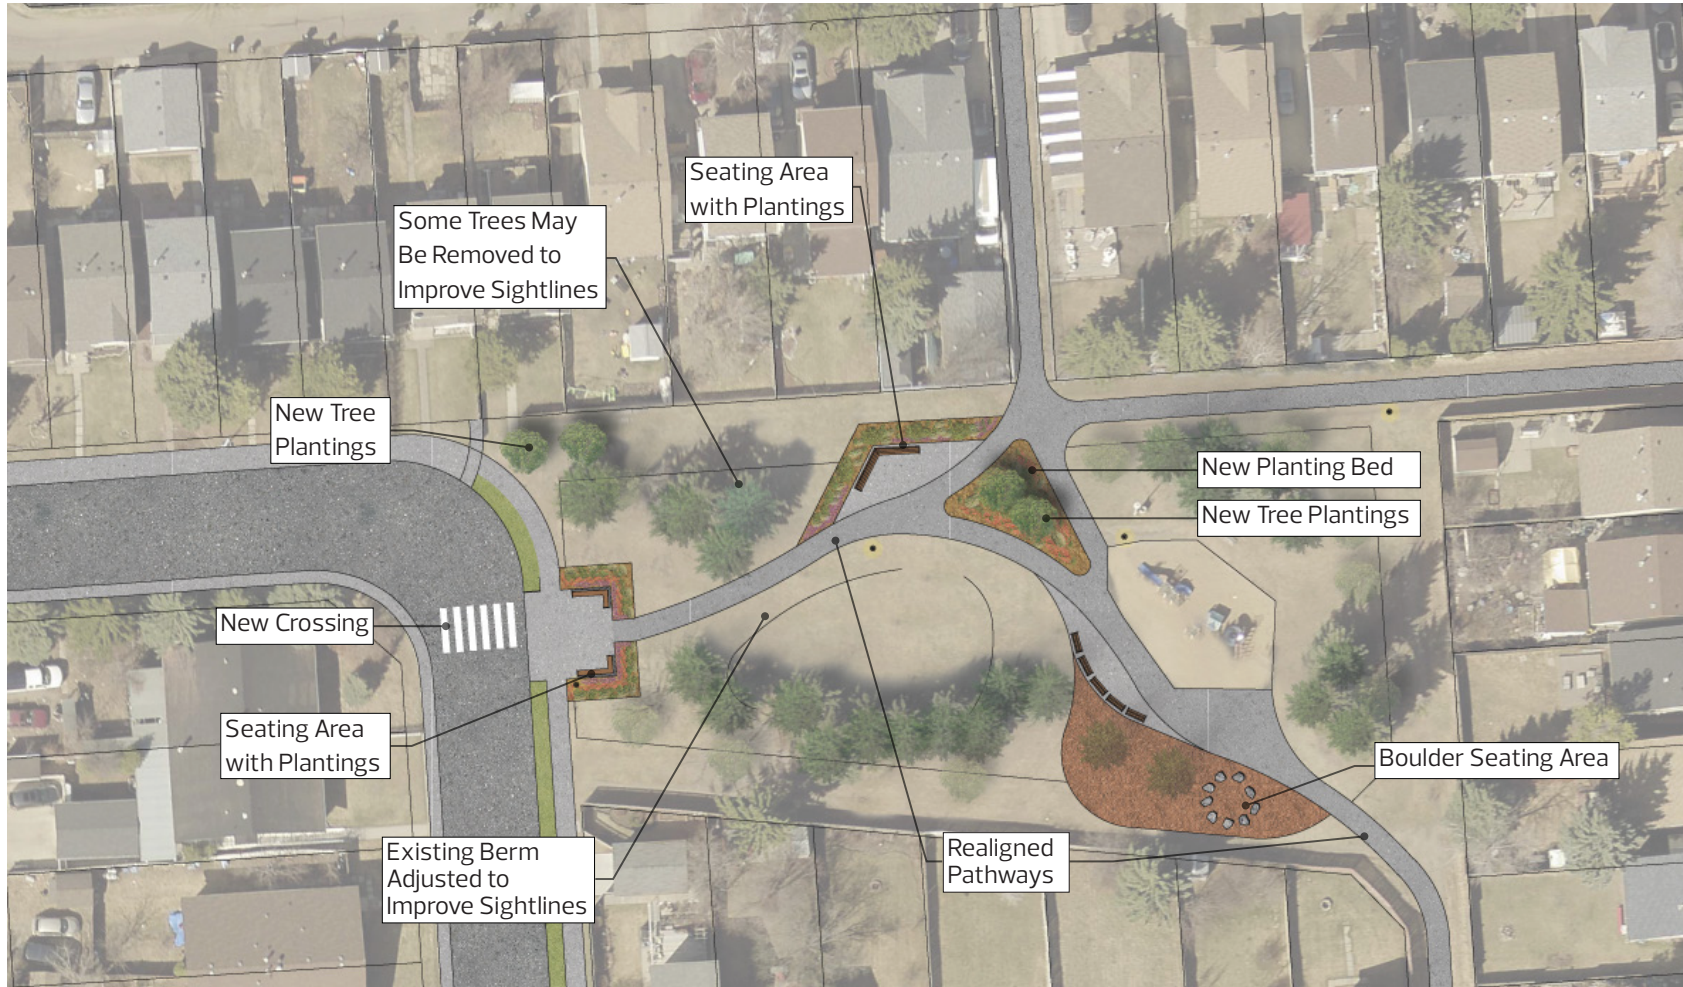 Seating Area
with Plantings
Some Trees May
Be Removed to
Improve Sightlines
New Tree
Plantings
New Planting Bed
New Tree Plantings
New Crossing
Seating Area
with Plantings
Boulder Seating Area
Existing Berm
Adjusted to
Improve Sightlines
Realigned
Pathways